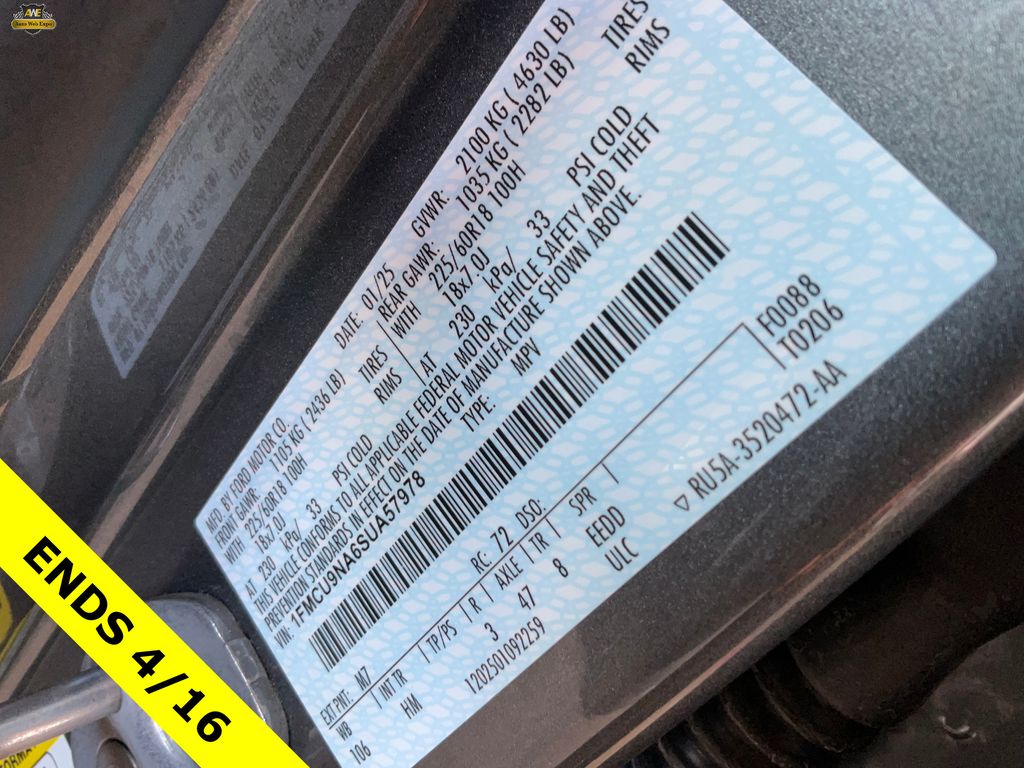 AWE
Auto Web Expo
MFD. BY FORD MOTOR CO.
DATE: 01/25 GVWR: 2100 KG ( 4630 LB)
FRONT GAWR: 1105 KG ( 2436 LB) REAR GAWR: 1035 KG ( 2282 LB)
WITH 225/60R18 100H TIRES WITH 225/60R18 100H TIRES
18x7.0J RIMS 18x7.0J RIMS
AT 230 kPa/ 33 PSI COLD AT 230 kPa/ 33 PSI COLD
THIS VEHICLE CONFORMS TO ALL APPLICABLE FEDERAL MOTOR VEHICLE SAFETY AND THEFT
PREVENTION STANDARDS IN EFFECT ON THE DATE OF MANUFACTURE SHOWN ABOVE.
VIN: 1FMCU9NA6SUA57978 TYPE: MPV
EXT PNT: M7 RC: 72 DSO: F0088
WB INT TR TP/PS R AXLE TR SPR T0206
106 HM 3 47 8 EEDD
ULC
1202501092259
▽ RU5A-3520472-AA
ENDS 4/16